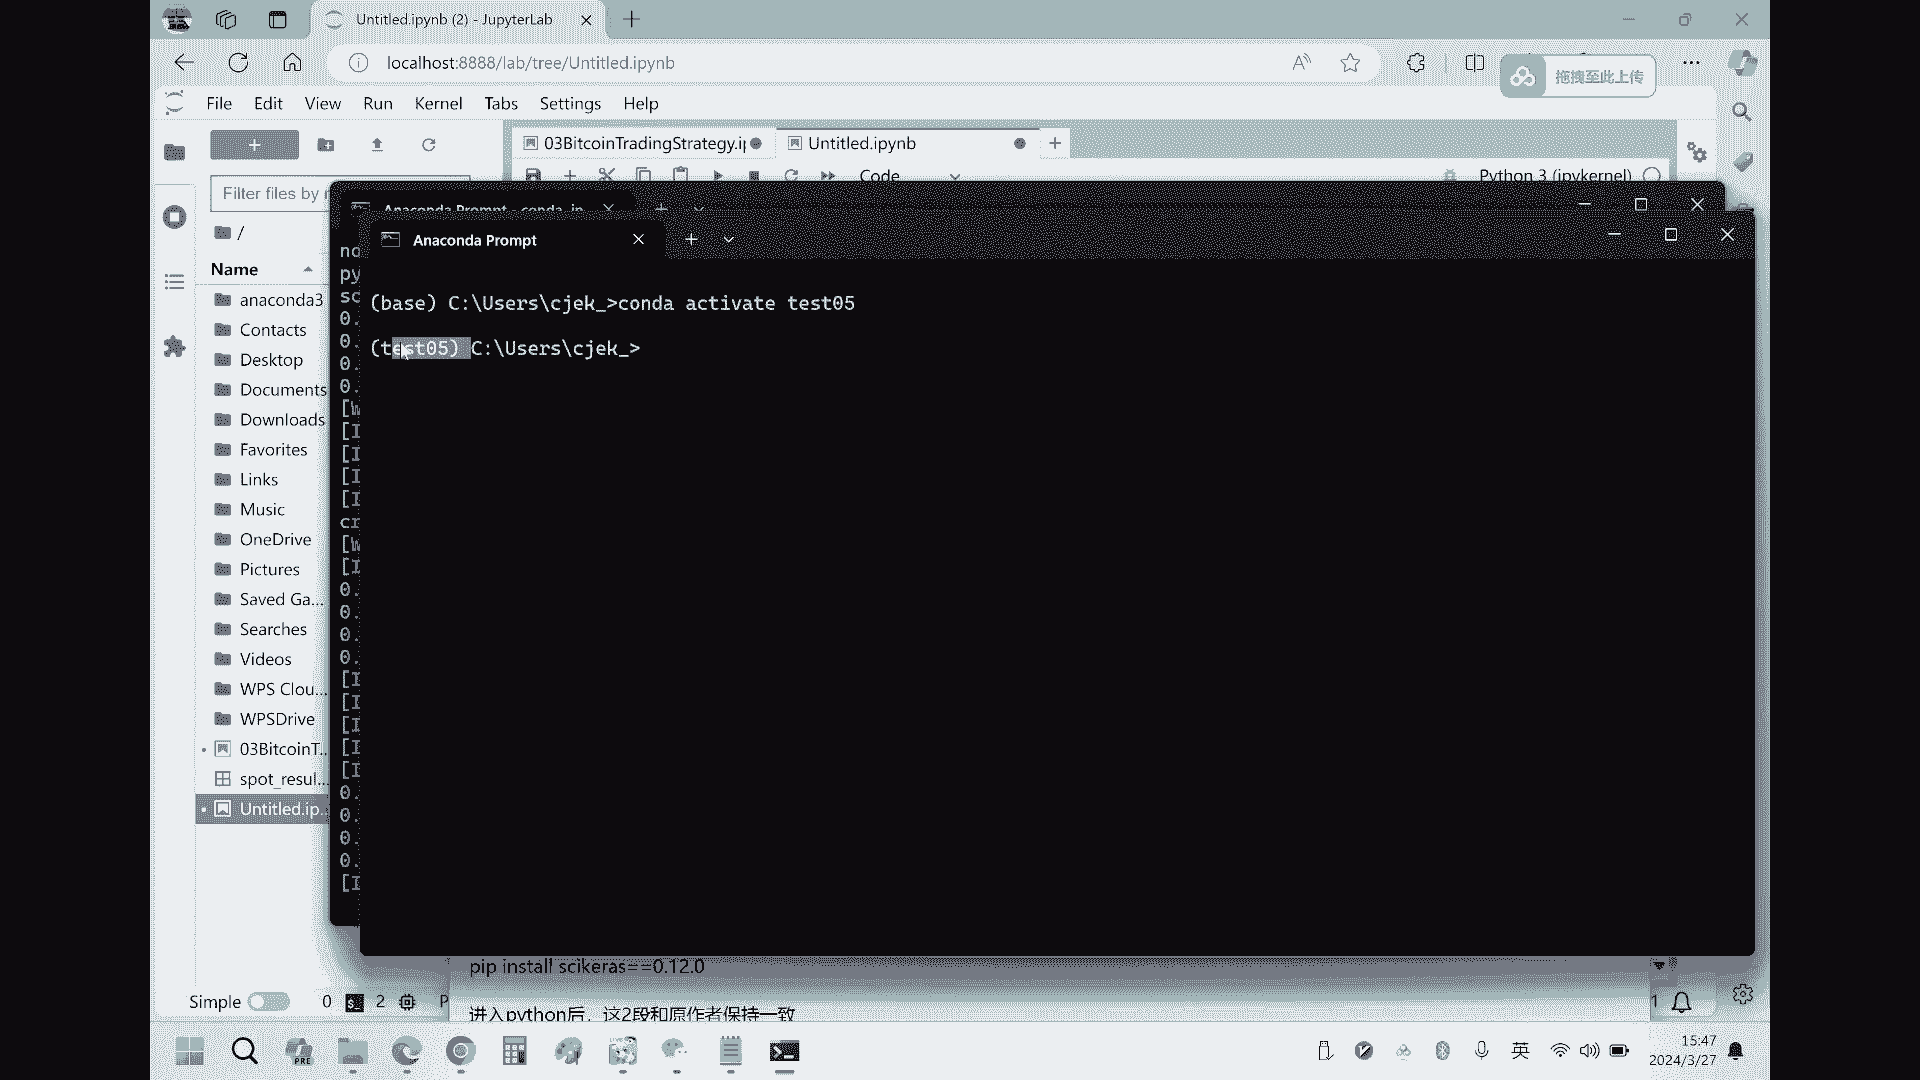 Untitled.ipynb (2) - JupyterLab
localhost:8888/lab/tree/Untitled.ipynb
拖拽至此上传
File Edit View Run Kernel Tabs Settings Help
03BitcoinTradingStrategy.i
Untitled.ipynb
Code
Python 3 (ipykernel)
Filter files by
Anaconda Prompt - conda in
Anaconda Prompt
/
Name
anaconda3
Contacts
Desktop
Documents
Downloads
Favorites
Links
Music
OneDrive
Pictures
Saved Ga...
Searches
Videos
WPS Clou...
WPSDrive
03BitcoinT...
spot_resul...
Untitled.ip...
no
py
sc
0.
0.
0.
0.
[W
[I
[I
[I
[I
cr
[W
[I
0.
0.
0.
0.
[I
[I
[I
[I
[I
0.
0.
0.
0.
[I
(base) C:\Users\cjek_>conda activate test05
(test05) C:\Users\cjek_>
pip install scikeras==0.12.0
进入python后，这2段和原作者保持一致
Simple 0 2 P
1
PRE
英
15:47
2024/3/27